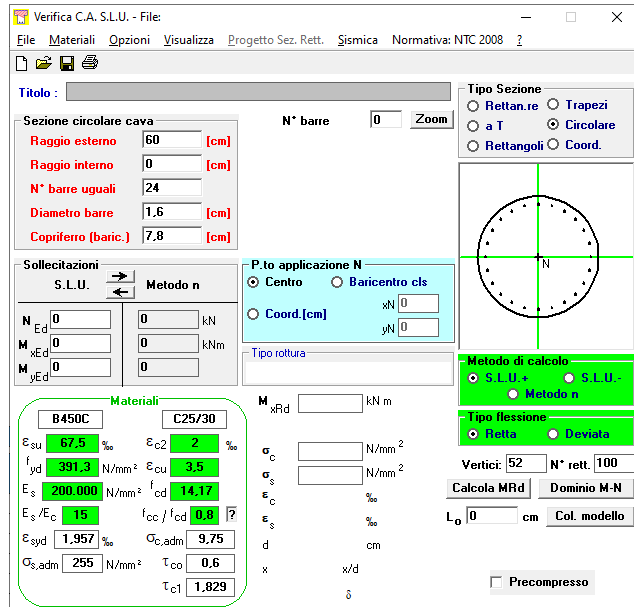 Verifica C.A. S.L.U. - File:
File Materiali Opzioni Visualizza Progetto Sez. Rett. Sismica Normativa: NTC 2008 ?
Titolo :
Tipo Sezione
Rettan.re Trapezi
a T Circolare
Rettangoli Coord.
Sezione circolare cava
Raggio esterno 60 [cm]
Raggio interno 0 [cm]
N* barre uguali 24
Diametro barre 1,6 [cm]
Copriferro (baric.) 7,8 [cm]
N* barre 0 Zoom
N
Sollecitazioni
S.L.U. Metodo n
N Ed 0 0 kN
M xEd 0 0 kNm
M yEd 0 0
P.to applicazione N
Centro Baricentro cls
Coord.[cm] xN 0
yN 0
Tipo rottura
Metodo di calcolo
S.L.U.+ S.L.U.-
Metodo n
Tipo flessione
Retta Deviata
Vertici: 52 N* rett. 100
Calcola MRd Dominio M-N
L o 0 cm Col. modello
Precompresso
Materiali
B450C C25/30
ε su 67,5 ‰ ε c2 2 ‰
f yd 391,3 N/mm² ε cu 3,5
E s 200.000 N/mm² f cd 14,17
E s /E c 15 f cc / f cd 0,8 ?
ε syd 1,957 ‰ σ c,adm 9,75
σ s,adm 255 N/mm² τ co 0,6
τ c1 1,829
M xRd kN m
σ c N/mm²
σ s N/mm²
ε c ‰
ε s ‰
d cm
x x/d
δ